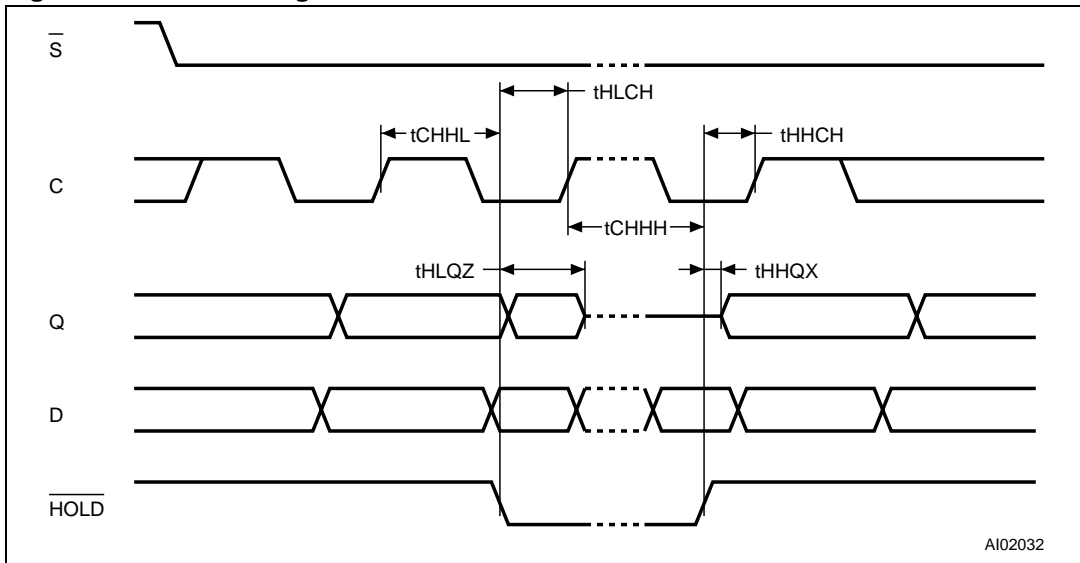 S
tHLCH
tCHHL
tHHCH
C
tCHHH
tHLQZ
tHHQX
Q
D
HOLD
AI02032